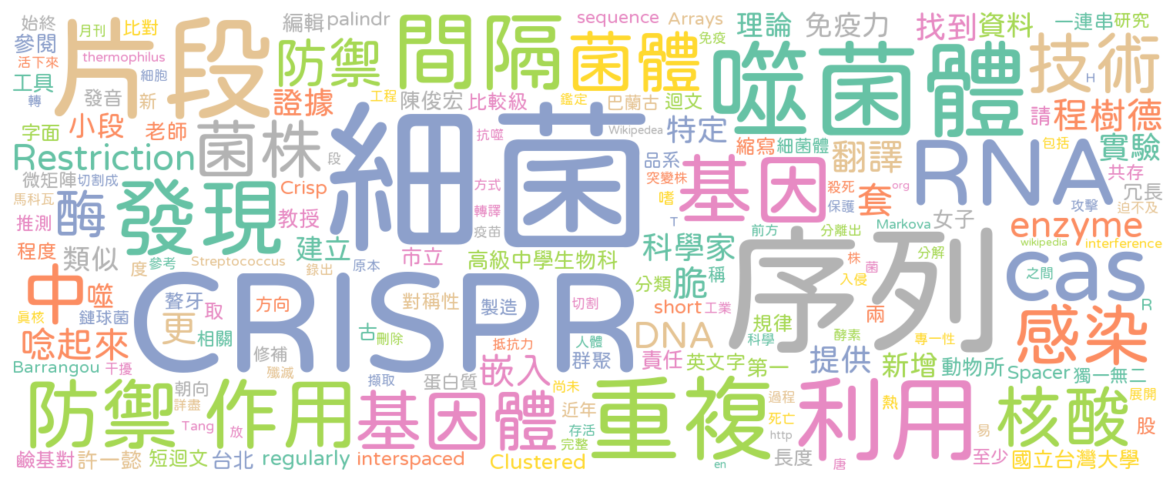 始終 月刊 比對
編輯 palindr
sequence Arrays
理論 免疫力 找到 資料 一連串 研究
參閱 活下來 片段 防禦 間隔 菌體 免疫 噬菌體 技術
thermophilus
工具 轉 細胞
發音 新 證據 工程 陳俊宏 比較級 鑑定 巴蘭古 迴文 H 請 程樹德
字面 小段 老師 菌株 細菌 抗噬 Wikipedea 特定 縮寫 細菌體 翻譯 RNA 包括 實驗
Restriction 段 品系 基因 共存
微矩陣 切割成 發現 酶 Crisp 方式 突變株 殺死 套 org 攻擊 冗長
馬科瓦 教授 轉譯 嗜 保護 迫不及
推測 疫苗 T 分離出 Markova 女子 enzyme
程度 類似 度 建立 市立 科學家 前方 wikipedia interference
參考 Streptococcus 錄出 原本 高級中學生物科 分類 脆 稱 株 菌 分解 cas 之間
中 噬 聲牙 取 方向 CRISPR 對稱性 製造 切割 short 工業 序列 入侵 兩 R 感染
鏈球菌 更 相關 古 刪除 DNA 規律 酵素 專一性
唸起來 修補 抵抗力 人體 科學
Barrangou 干擾 殲滅 蛋白質 嵌入 群聚 責任 英文字 第一 提供 新增 動物所 Spacer 獨一無二
朝向 擷取 尚未 過程 熱 展開
防禦 詳盡 作用 基因體 近年 重複 死亡 利用 核酸
Tang 放 存活 http 易 股
鹼基對 許一懿 短迴文 台北 regularly interspaced Clustered 完整 en 長度 唐 至少 國立台灣大學